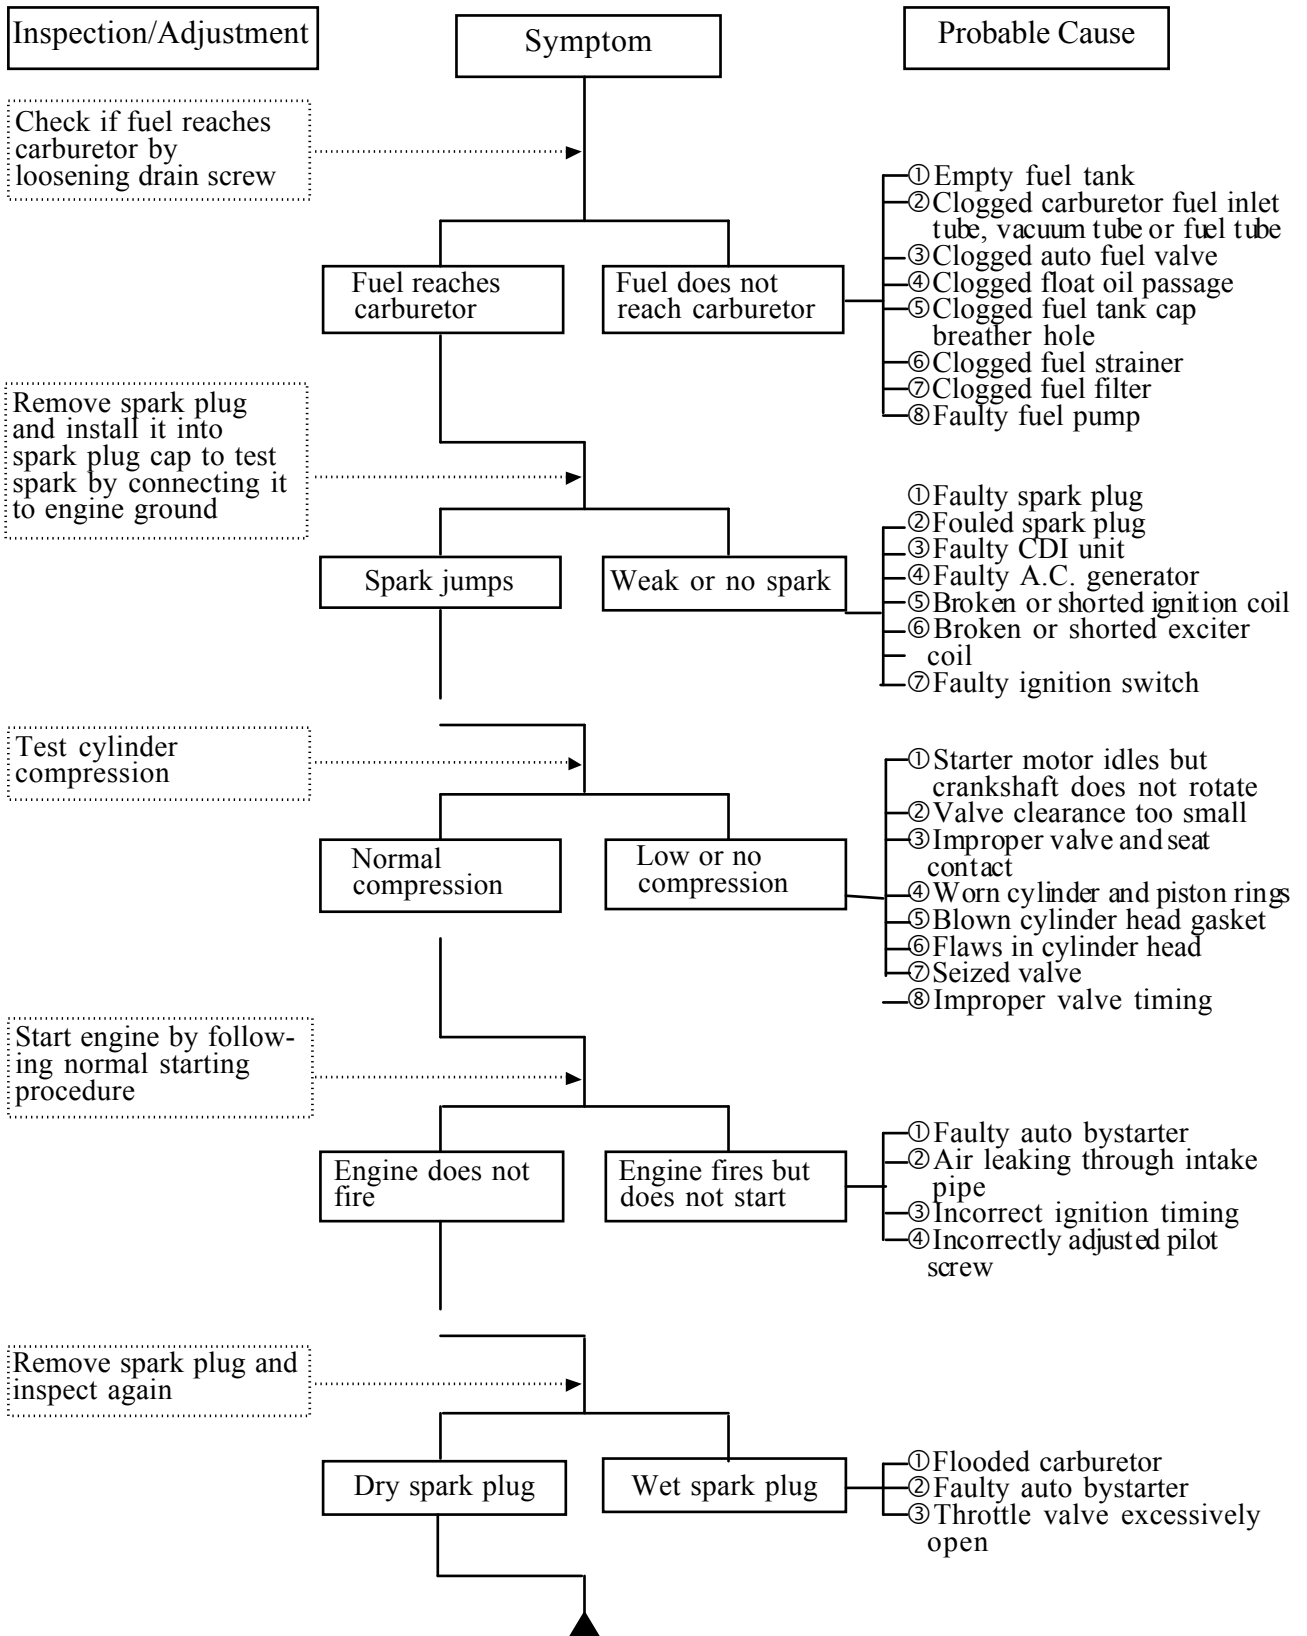 Inspection/Adjustment
Symptom
Probable Cause
Check if fuel reaches
carburetor by
loosening drain screw
Fuel reaches
carburetor
Fuel does not
reach carburetor
①Empty fuel tank
②Clogged carburetor fuel inlet
tube, vacuum tube or fuel tube
③Clogged auto fuel valve
④Clogged float oil passage
⑤Clogged fuel tank cap
breather hole
⑥Clogged fuel strainer
⑦Clogged fuel filter
⑧Faulty fuel pump
Remove spark plug
and install it into
spark plug cap to test
spark by connecting it
to engine ground
Spark jumps
Weak or no spark
①Faulty spark plug
②Fouled spark plug
③Faulty CDI unit
④Faulty A.C. generator
⑤Broken or shorted ignition coil
⑥Broken or shorted exciter
coil
⑦Faulty ignition switch
Test cylinder
compression
Normal
compression
Low or no
compression
①Starter motor idles but
crankshaft does not rotate
②Valve clearance too small
③Improper valve and seat
contact
④Worn cylinder and piston rings
⑤Blown cylinder head gasket
⑥Flaws in cylinder head
⑦Seized valve
⑧Improper valve timing
Start engine by follow-
ing normal starting
procedure
Engine does not
fire
Engine fires but
does not start
①Faulty auto bystarter
②Air leaking through intake
pipe
③Incorrect ignition timing
④Incorrectly adjusted pilot
screw
Remove spark plug and
inspect again
Dry spark plug
Wet spark plug
①Flooded carburetor
②Faulty auto bystarter
③Throttle valve excessively
open